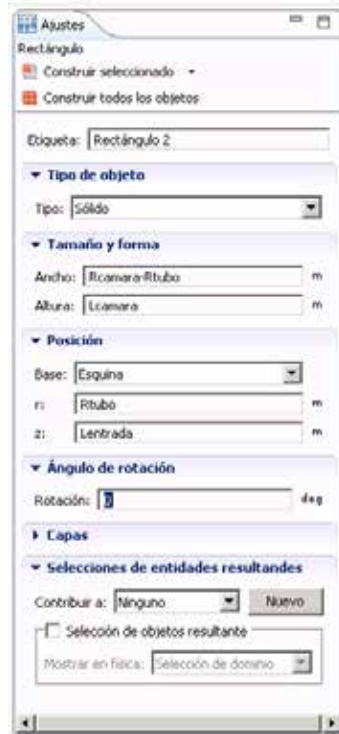 Ajustes
Rectángulo
Construir seleccionado
Construir todos los objetos
Etiqueta: Rectángulo 2
Tipo de objeto
Tipo: Sólido
Tamaño y forma
Ancho: Rcamara-Rtubo m
Altura: Lcamara m
Posición
Base: Esquina
r: Rtubo m
z: Lentrada m
Ángulo de rotación
Rotación: 0 deg
Capas
Selecciones de entidades resultandes
Contribuir a: Ninguno Nuevo
Selección de objetos resultante
Mostrar en física: Selección de dominio